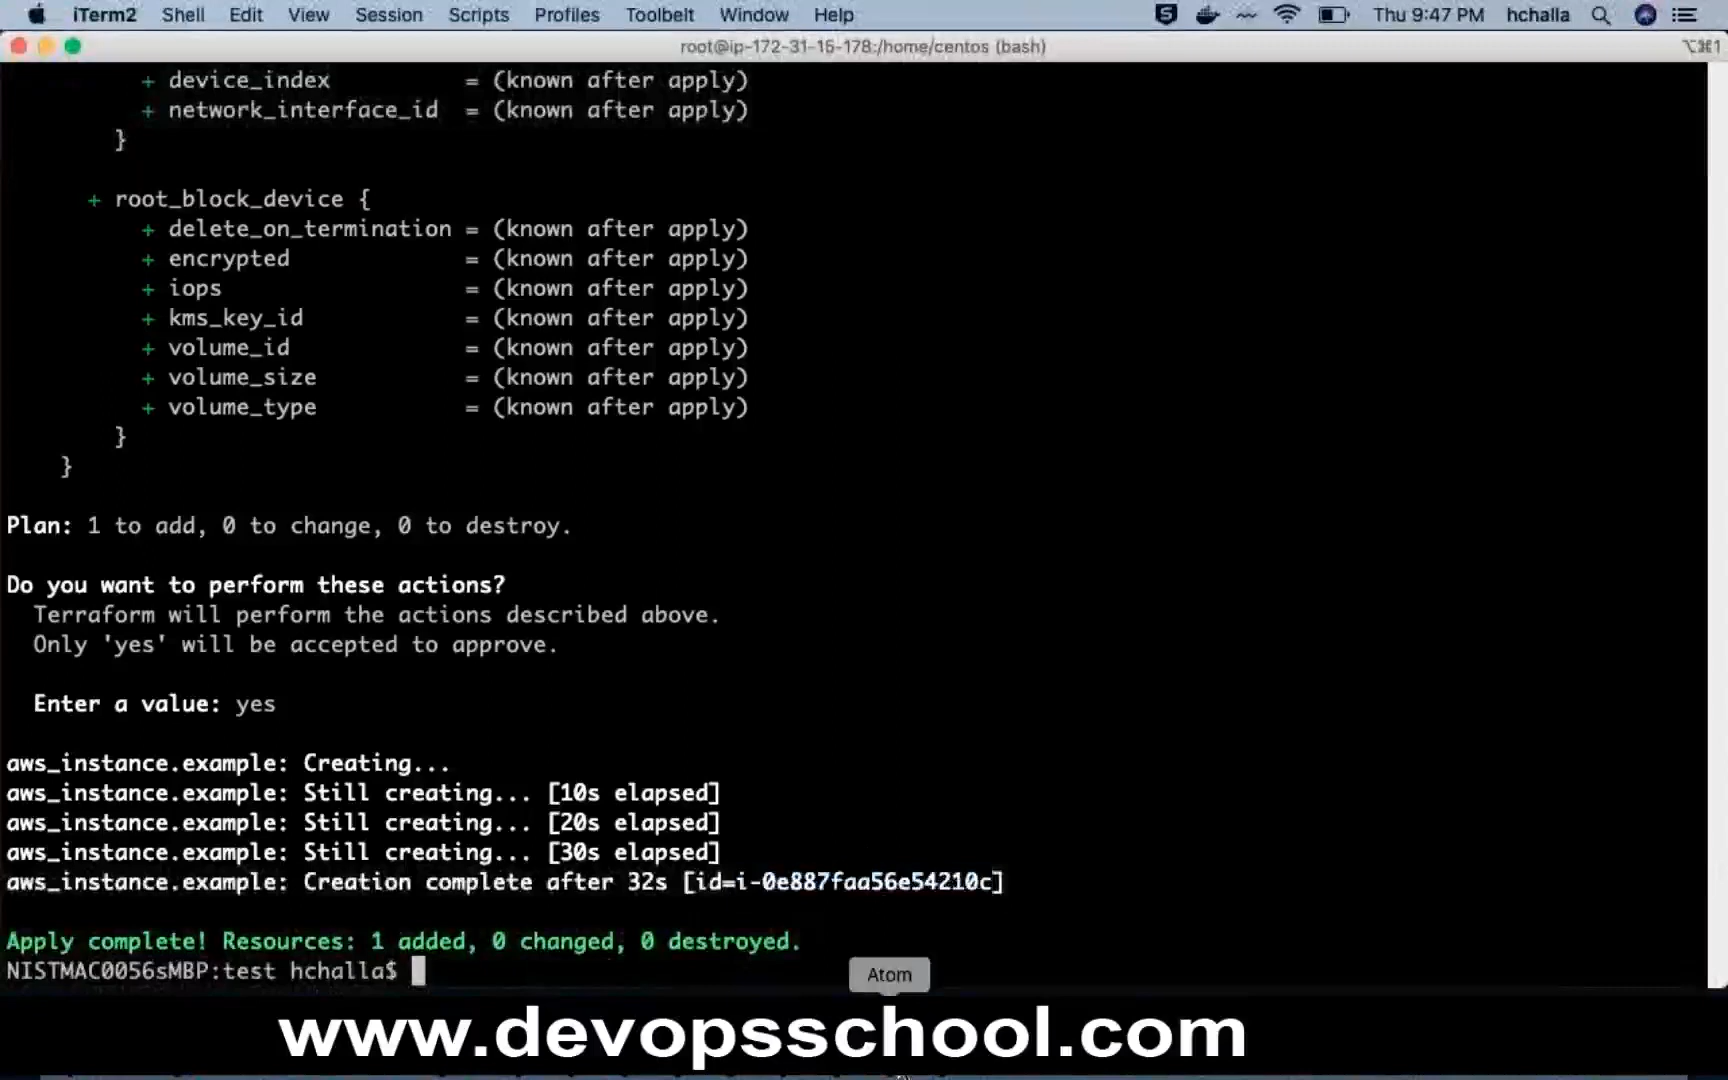 iTerm2 Shell Edit View Session Scripts Profiles Toolbelt Window Help Thu 9:47 PM hchalla
root@ip-172-31-15-178:/home/centos (bash) ⌥⌘1
+ device_index = (known after apply)
+ network_interface_id = (known after apply)
}
+ root_block_device {
+ delete_on_termination = (known after apply)
+ encrypted = (known after apply)
+ iops = (known after apply)
+ kms_key_id = (known after apply)
+ volume_id = (known after apply)
+ volume_size = (known after apply)
+ volume_type = (known after apply)
}
}
Plan: 1 to add, 0 to change, 0 to destroy.
Do you want to perform these actions?
Terraform will perform the actions described above.
Only 'yes' will be accepted to approve.
Enter a value: yes
aws_instance.example: Creating...
aws_instance.example: Still creating... [10s elapsed]
aws_instance.example: Still creating... [20s elapsed]
aws_instance.example: Still creating... [30s elapsed]
aws_instance.example: Creation complete after 32s [id=i-0e887faa56e54210c]
Apply complete! Resources: 1 added, 0 changed, 0 destroyed.
NISTMAC0056sMBP:test hchalla$
Atom
www.devopsschool.com